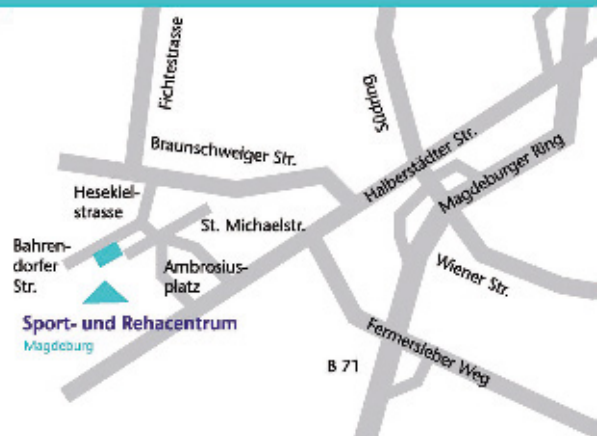 Fichtestrasse
Südring
Braunschweiger Str.
Halberstädter Str.
Magdeburger Ring
Hesekiel-
strasse
St. Michaelstr.
Bahren-
dorfer
Str.
Ambrosius-
platz
Wiener Str.
Sport- und Rehacentrum
Magdeburg
Fermersleber Weg
B 71